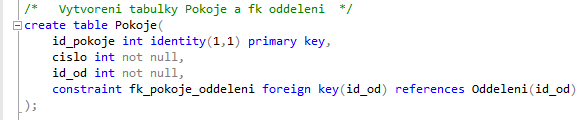 /*   Vytvoreni tabulky Pokoje a fk oddeleni  */
create table Pokoje(
    id_pokoje int identity(1,1) primary key,
    cislo int not null,
    id_od int not null,
    constraint fk_pokoje_oddeleni foreign key(id_od) references Oddeleni(id_od)
);